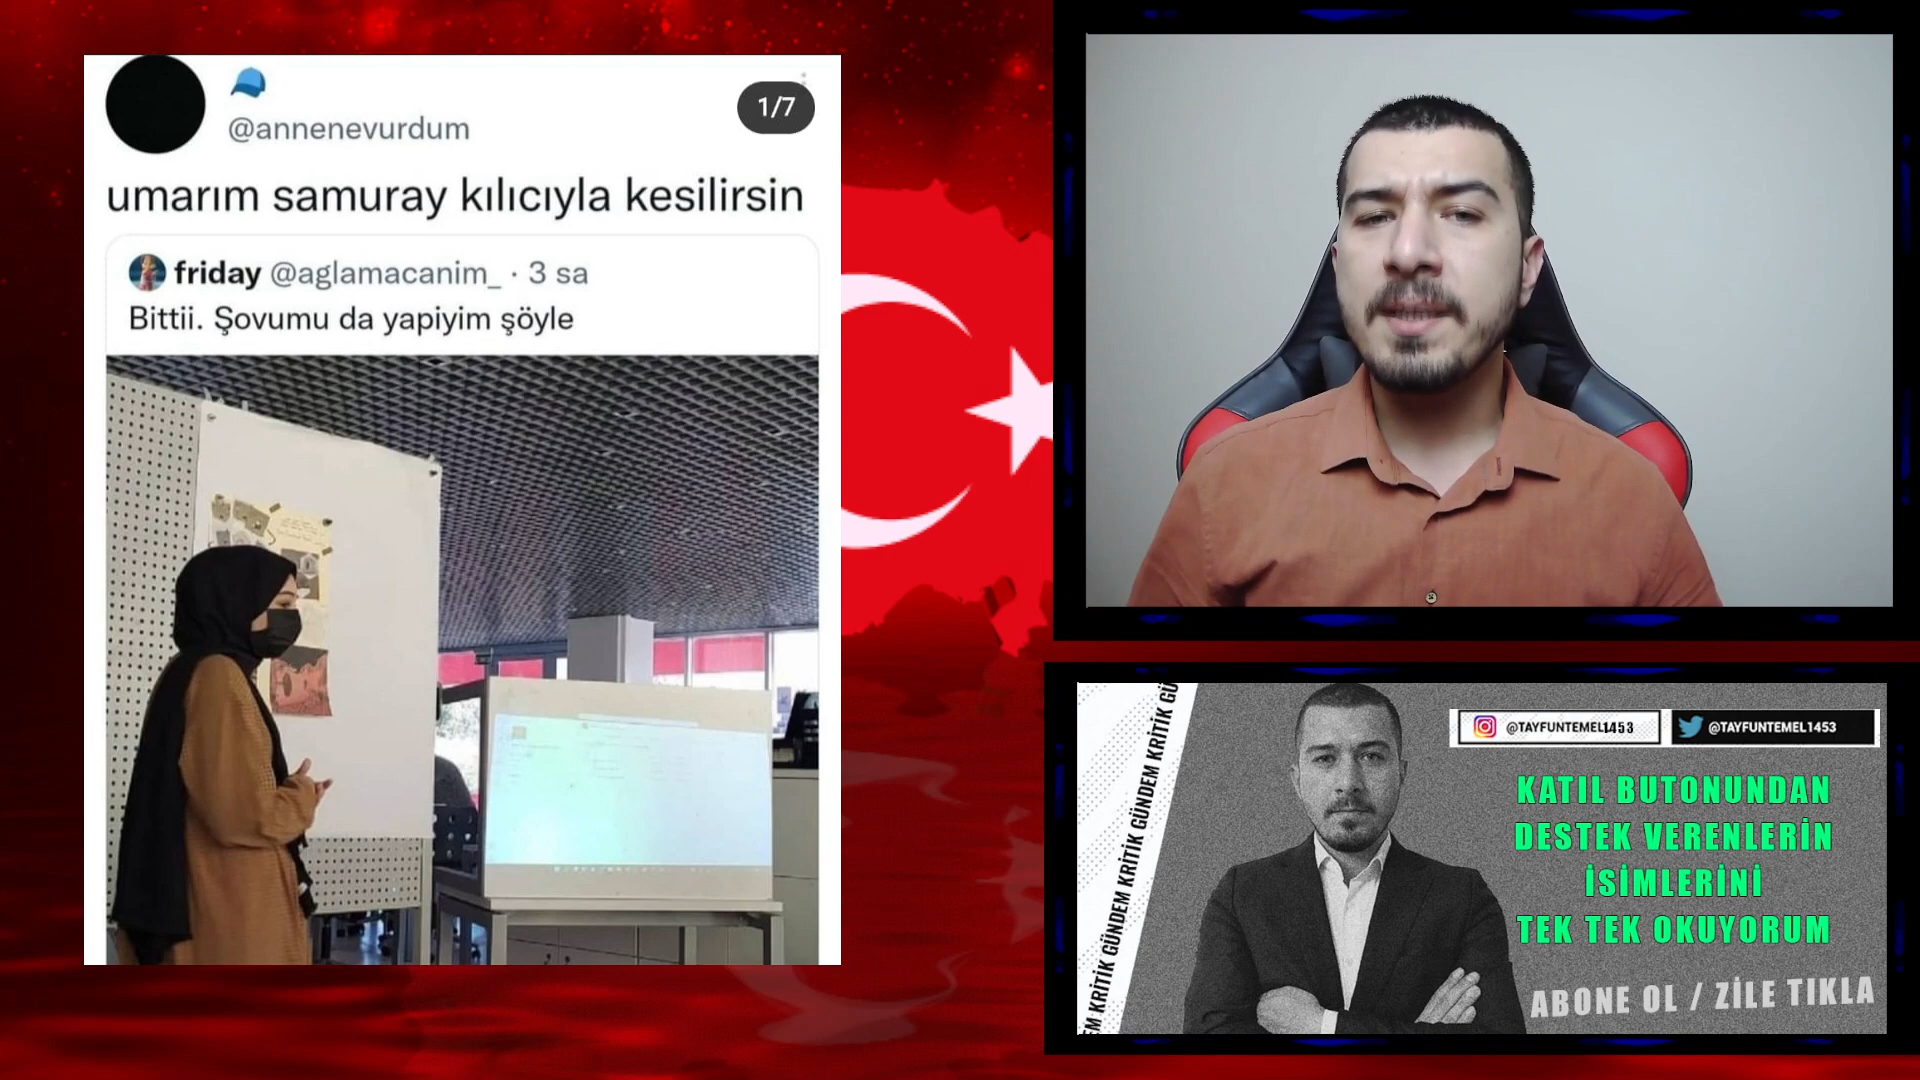 @annenevurdum
1/7
umarım samuray kılıcıyla kesilirsin
friday @aglamacanim_ · 3 sa
Bittii. Şovumu da yapiyim şöyle
EM KRİTİK GÜNDEM KRİTİK GÜNDEM KRİTİK GÜ
@TAYFUNTEMEL1453
@TAYFUNTEMEL1453
KATIL BUTONUNDAN
DESTEK VERENLERİN
İSİMLERİNİ
TEK TEK OKUYORUM
ABONE OL / ZİLE TIKLA